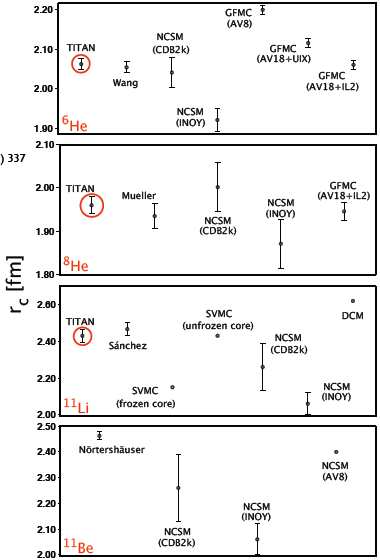 2.20
2.10
2.00
1.90
TITAN
Wang
NCSM
(CDB2k)
NCSM
(INOY)
GFMC
(AV8)
GFMC
(AV18+UIX)
GFMC
(AV18+IL2)
6He
) 337
2.10
2.00
1.90
1.80
TITAN
Mueller
NCSM
(CDB2k)
NCSM
(INOY)
GFMC
(AV18+IL2)
8He
rc [fm]
2.60
2.40
2.20
2.00
TITAN
Sánchez
SVMC
(frozen core)
SVMC
(unfrozen core)
NCSM
(CDB2k)
NCSM
(INOY)
DCM
11Li
2.50
2.40
2.30
2.20
2.10
2.00
Nörtershäuser
NCSM
(CDB2k)
NCSM
(INOY)
NCSM
(AV8)
11Be